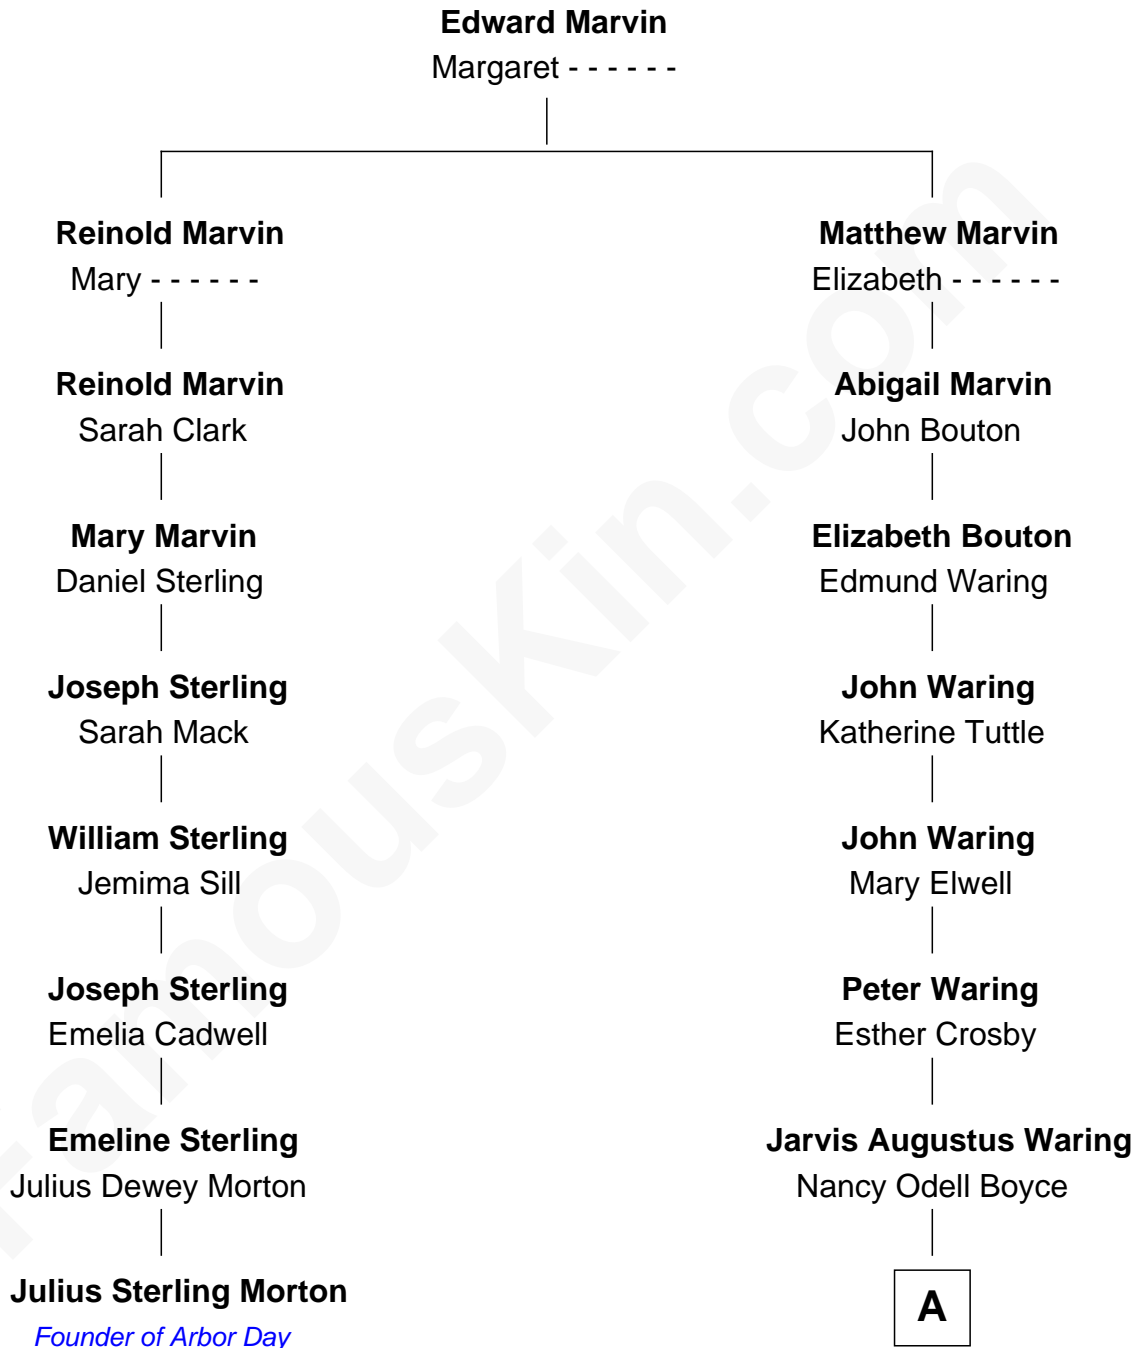 Edward Marvin
Margaret - - - - - -
Reinold Marvin
Mary - - - - - -
Matthew Marvin
Elizabeth - - - - - -
Reinold Marvin
Sarah Clark
Abigail Marvin
John Bouton
Mary Marvin
Daniel Sterling
Elizabeth Bouton
Edmund Waring
Joseph Sterling
Sarah Mack
John Waring
Katherine Tuttle
William Sterling
Jemima Sill
John Waring
Mary Elwell
Joseph Sterling
Emelia Cadwell
Peter Waring
Esther Crosby
Emeline Sterling
Julius Dewey Morton
Jarvis Augustus Waring
Nancy Odell Boyce
Julius Sterling Morton
Founder of Arbor Day
A
FamousKin.com